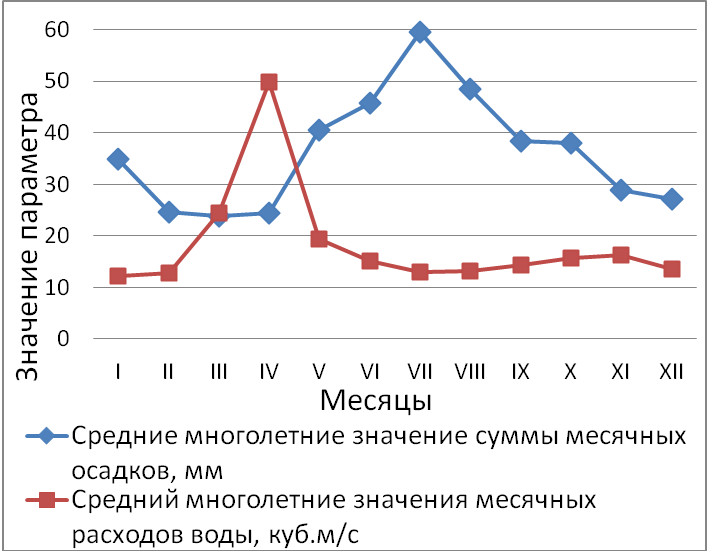 Значение параметра
60
50
40
30
20
10
0
I II III IV V VI VII VIII IX X XI XII
Месяцы
Средние многолетние значение суммы месячных
осадков, мм
Средний многолетние значения месячных
расходов воды, куб.м/с